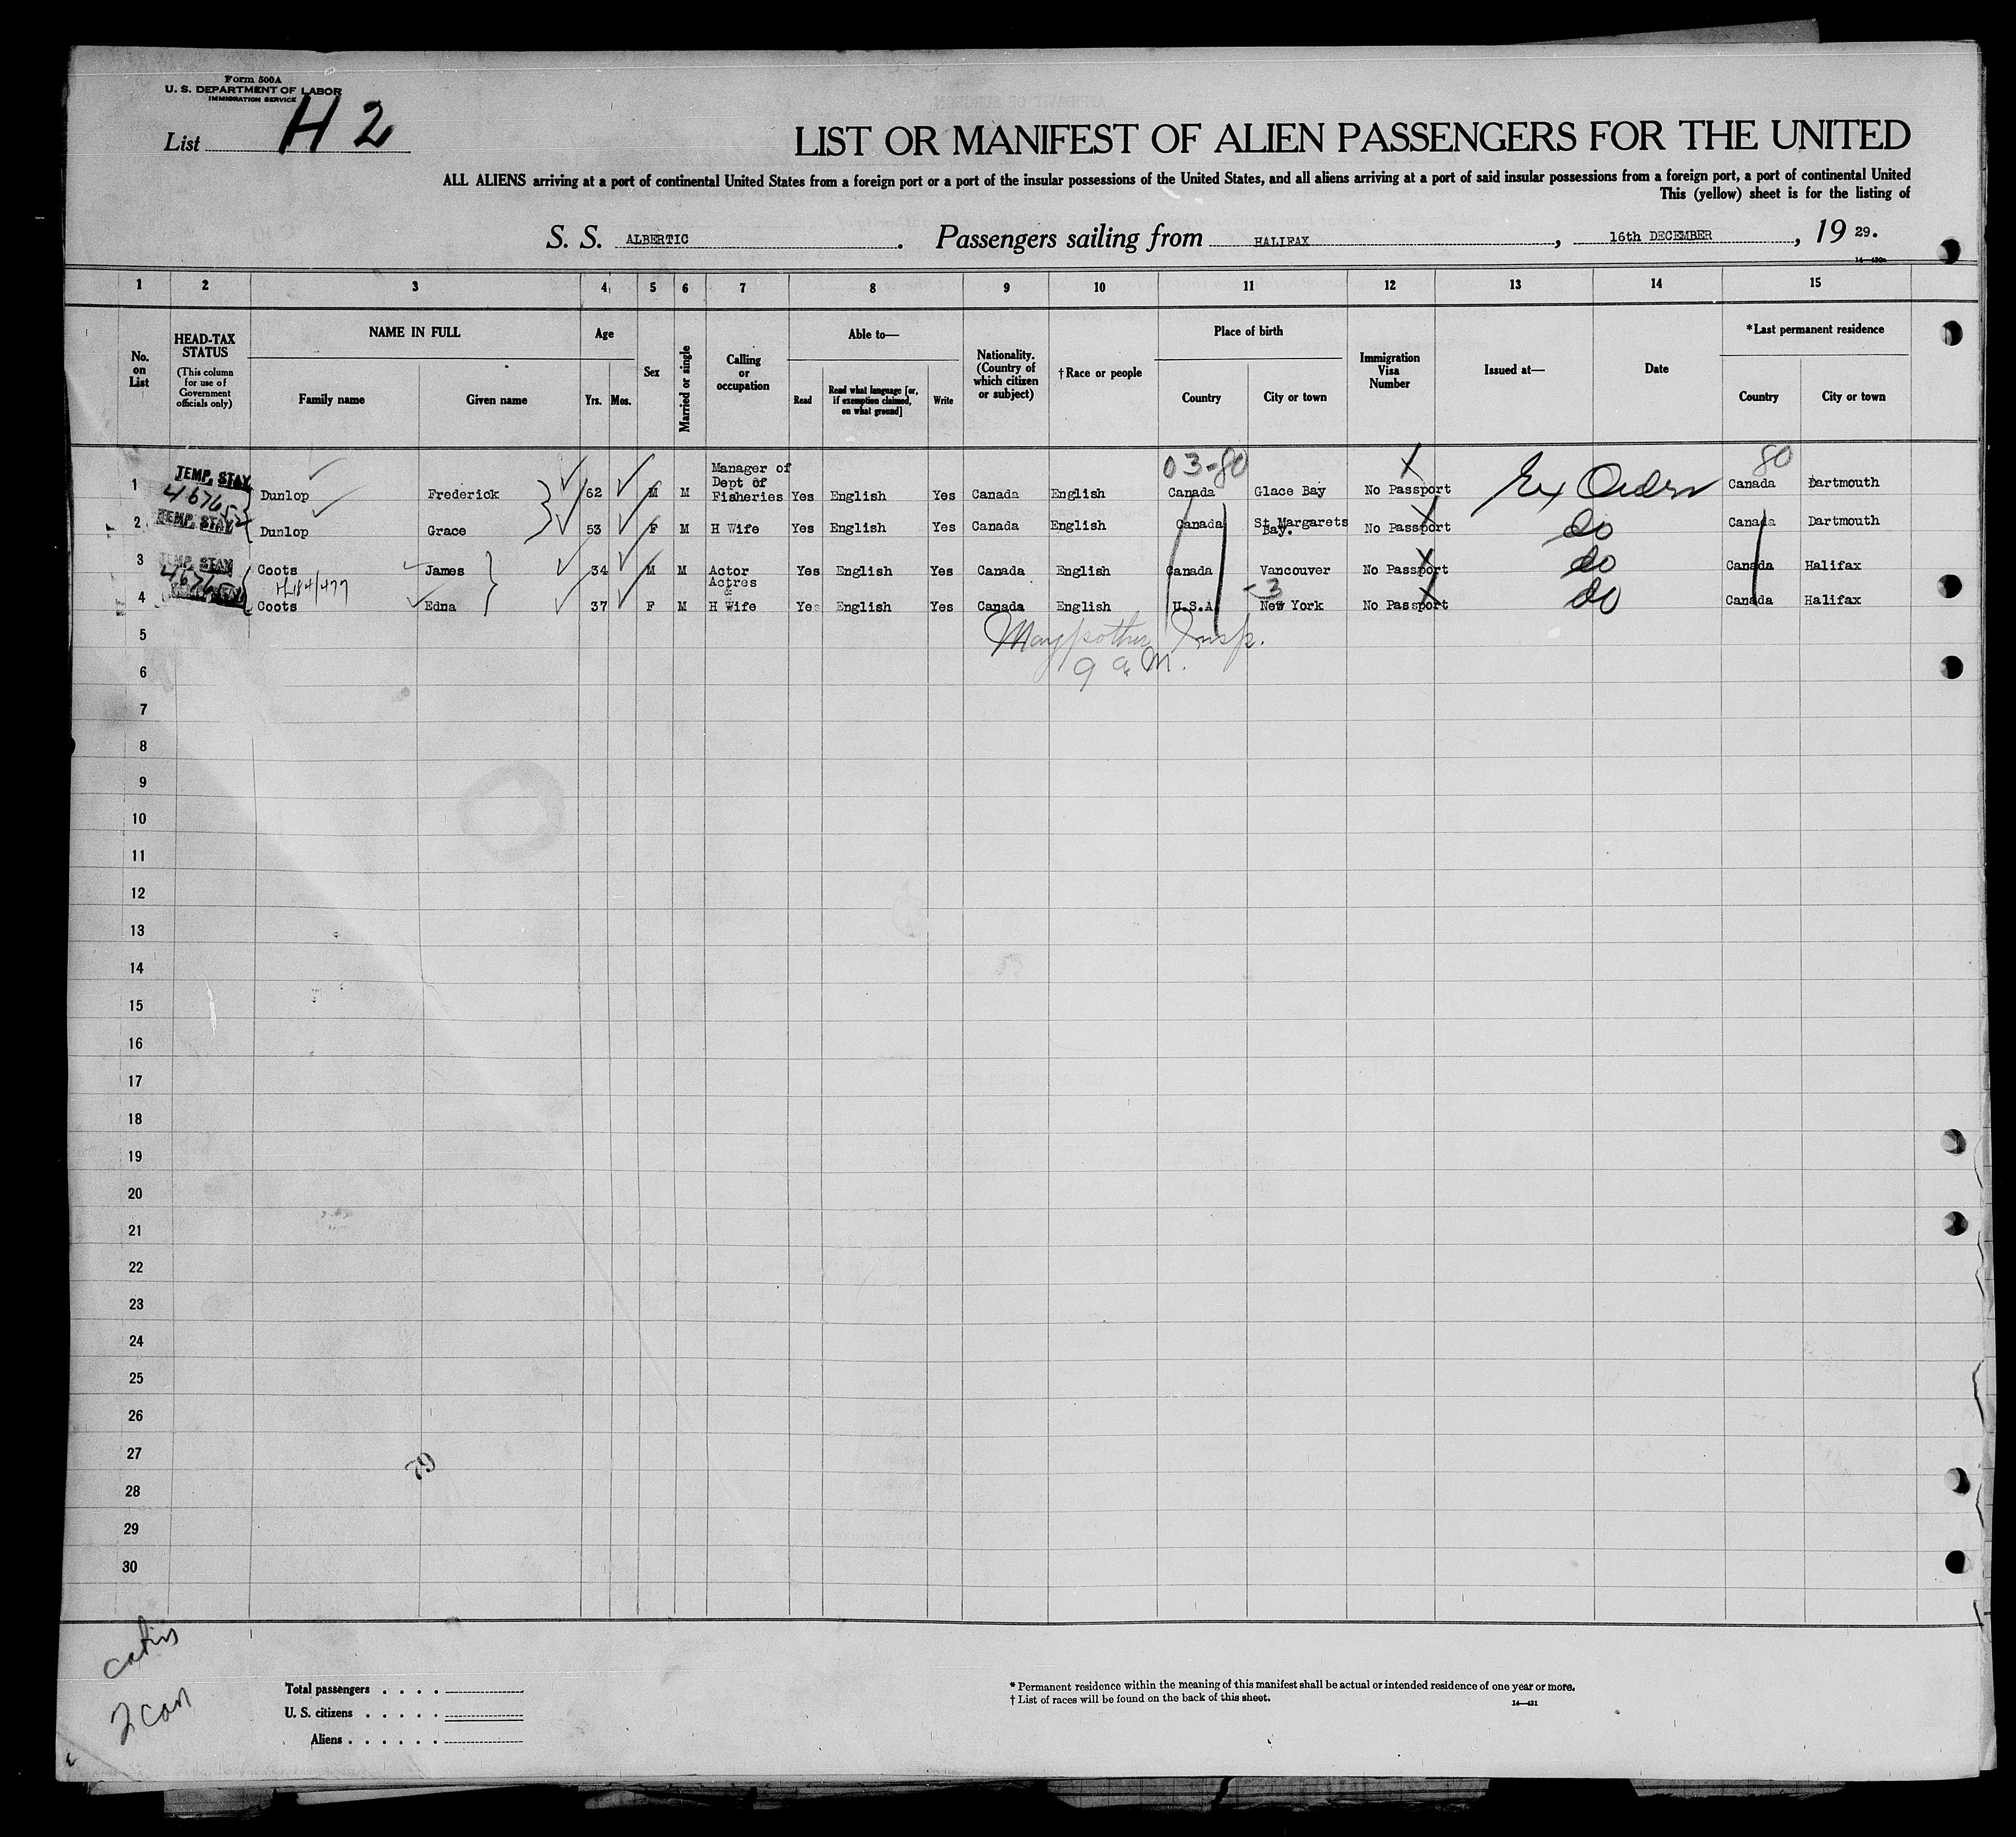 Form 500A
U. S. DEPARTMENT OF LABOR
IMMIGRATION SERVICE
List H 2
LIST OR MANIFEST OF ALIEN PASSENGERS FOR THE UNITED
ALL ALIENS arriving at a port of continental United States from a foreign port or a port of the insular possessions of the United States, and all aliens arriving at a port of said insular possessions from a foreign port, a port of continental United
This (yellow) sheet is for the listing of
S. S. ALBERTIC. Passengers sailing from HALIFAX, 16th DECEMBER, 19 29.
14—430a
1 2 3 4 5 6 7 8 9 10 11 12 13 14 15
No. on List
HEAD-TAX STATUS (This column for use of Government officials only)
NAME IN FULL Family name Given name
Age Yrs. Mos.
Sex
Married or single
Calling or occupation
Able to— Read Read what language [or, if exemption claimed, on what ground] Write
Nationality. (Country of which citizen or subject)
†Race or people
Place of birth Country City or town
Immigration Visa Number
Issued at—
Date
*Last permanent residence Country City or town
03-80 80
1 TEMP. STAY Dunlop Frederick 62 M M Manager of Dept of Fisheries Yes English Yes Canada English Canada Glace Bay No Passport Canada Dartmouth
2 TEMP. STAY Dunlop Grace 53 F M H Wife Yes English Yes Canada English Canada St Margarets Bay. No Passport do Canada Dartmouth
3 TEMP. STAY Coots James 34 M M Actor Yes English Yes Canada English Canada Vancouver No Passport do Canada Halifax
4 Coots Edna 37 F M Actres & H Wife Yes English Yes Canada English U.S.A -3 New York No Passport do Canada Halifax
5 Insp.
6 9 a.m.
7
8
9
10
11
12
13
14
15
16
17
18
19
20
21
22
23
24
25
26
27
28
29
30
cabin
2 can
Total passengers . . . .
U. S. citizens . . . . .
Aliens . . . . . .
* Permanent residence within the meaning of this manifest shall be actual or intended residence of one year or more.
† List of races will be found on the back of this sheet.
14—431